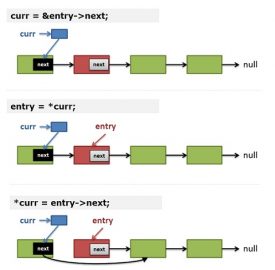 curr = &entry->next;
curr
next
next
null
entry = *curr;
curr
entry
next
next
null
*curr = entry->next;
curr
entry
next
next
null